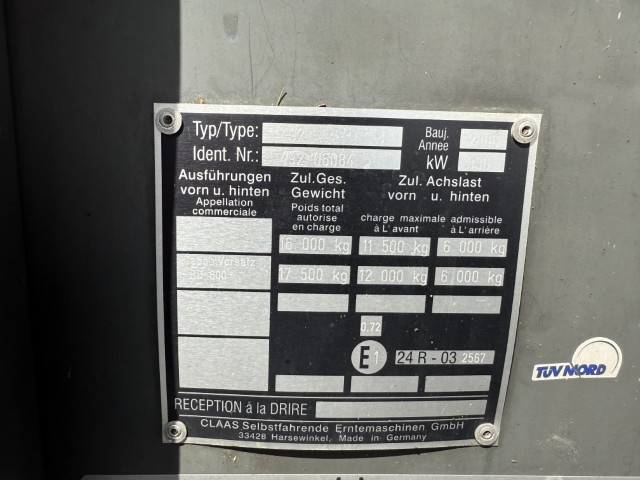 Typ/Type:
Bauj.
Année
Ident. Nr.:
kW
Ausführungen
vorn u. hinten
Appellation
commerciale
Zul.Ges.
Gewicht
Poids total
autorise
en charge
Zul. Achslast
vorn u. hinten
charge maximale admissible
à L'avant à L'arrière
16 000 kg 11 500 kg 6 000 kg
17 500 kg 12 000 kg 6 000 kg
0.72
E1 24 R - 03 2567
RECEPTION à la DRIRE
CLAAS Selbstfahrende Erntemaschinen GmbH
33428 Harsewinkel, Made in Germany
TÜV NORD